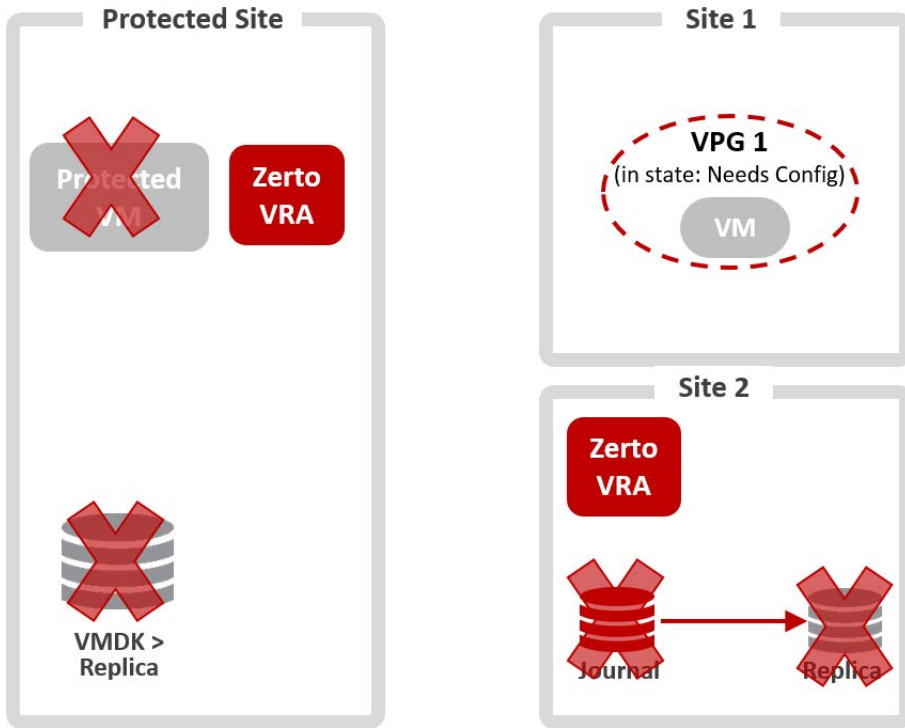 Protected Site
Protected
VM
Zerto
VRA
VMDK >
Replica
Site 1
VPG 1
(in state: Needs Config)
VM
Site 2
Zerto
VRA
Journal
Replica